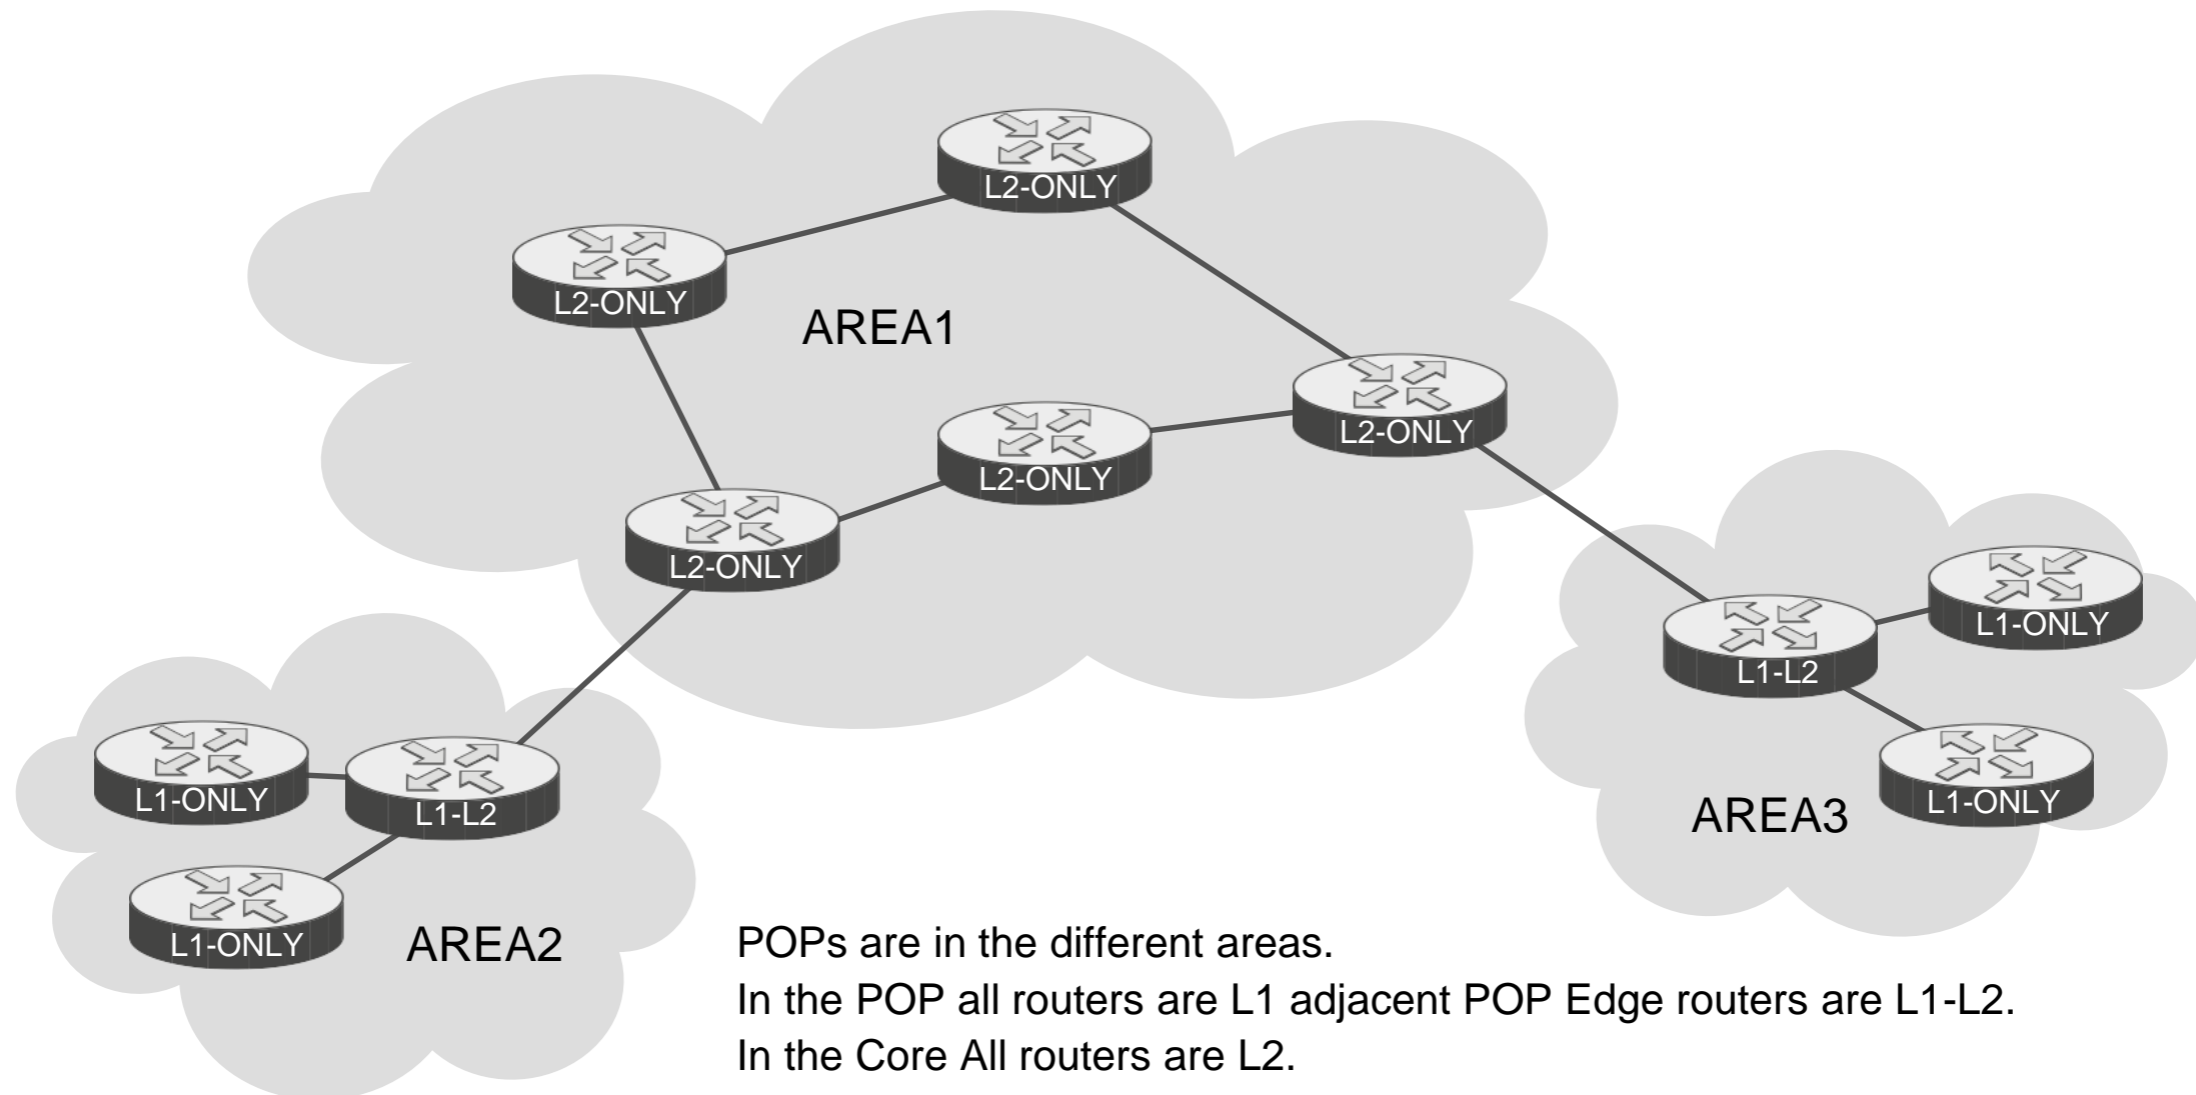 L2-ONLY
L2-ONLY
AREA1
L2-ONLY
L2-ONLY
L2-ONLY
L1-ONLY
L1-L2
L1-ONLY
AREA3
L1-ONLY
L1-L2
L1-ONLY
AREA2
POPs are in the different areas.
In the POP all routers are L1 adjacent POP Edge routers are L1-L2.
In the Core All routers are L2.